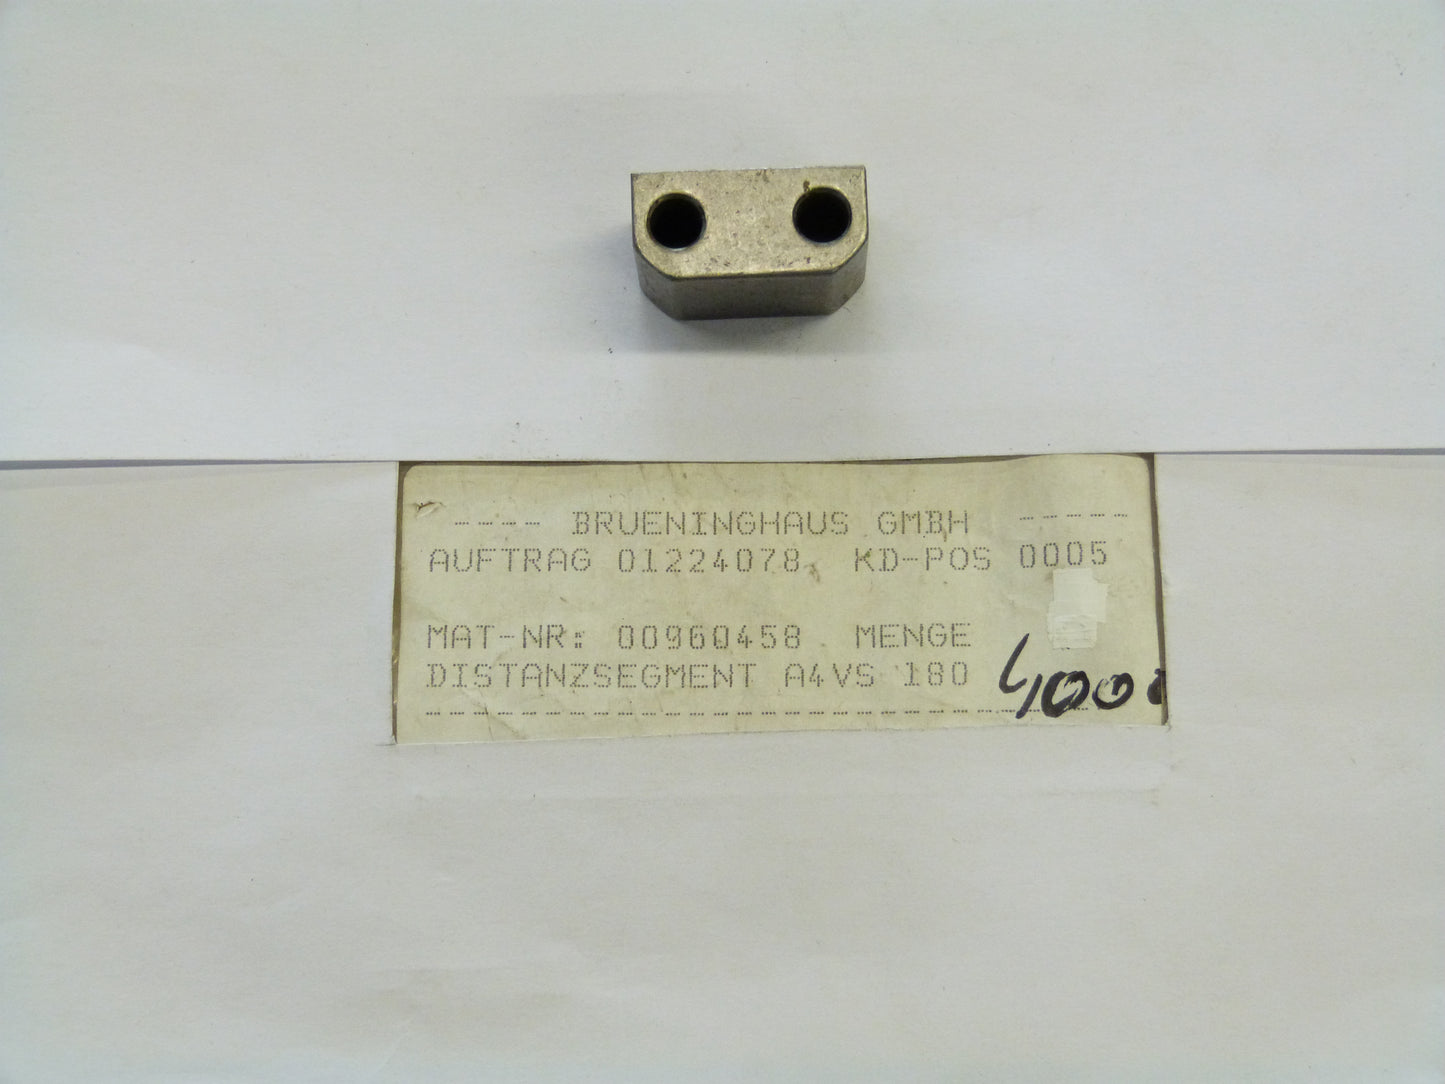 ---- BRUENINGHAUS GMBH -----
AUFTRAG 01224078 KD-POS 0005
MAT-NR: 00960458 MENGE
DISTANZSEGMENT A4VS 180